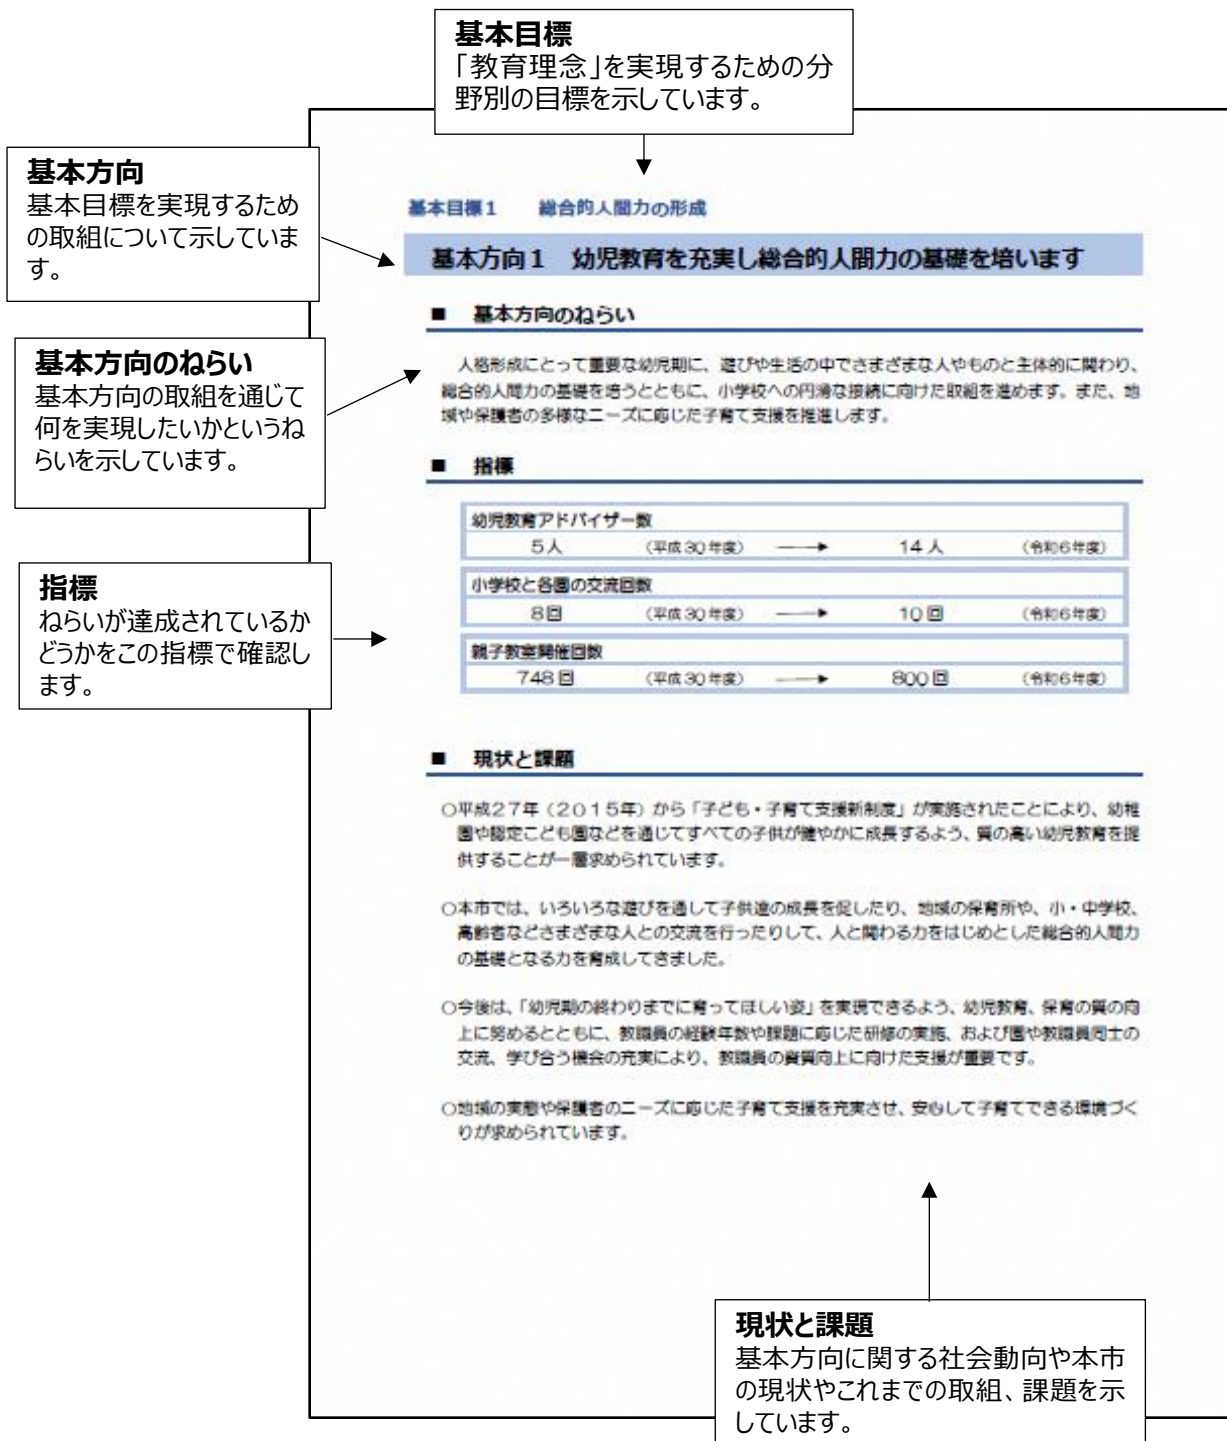 基本目標
「教育理念」を実現するための分
野別の目標を示しています。
基本方向
基本目標を実現するため
の取組について示していま
す。
基本目標1　総合的人間力の形成
基本方向1　幼児教育を充実し総合的人間力の基礎を培います
■　基本方向のねらい
基本方向のねらい
基本方向の取組を通じて
何を実現したいかというね
らいを示しています。
人格形成にとって重要な幼児期に、遊びや生活の中でさまざまな人やものと主体的に関わり、
総合的人間力の基礎を培うとともに、小学校への円滑な接続に向けた取組を進めます。また、地
域や保護者の多様なニーズに応じた子育て支援を推進します。
■　指標
指標
ねらいが達成されているか
どうかをこの指標で確認し
ます。
幼児教育アドバイザー数
5人　（平成30年度）　→　14人　（令和6年度）
小学校と各園の交流回数
8回　（平成30年度）　→　10回　（令和6年度）
親子教室開催回数
748回　（平成30年度）　→　800回　（令和6年度）
■　現状と課題
○平成27年（2015年）から「子ども・子育て支援新制度」が実施されたことにより、幼稚
園や認定こども園などを通じてすべての子供が健やかに成長するよう、質の高い幼児教育を提
供することが一層求められています。
○本市では、いろいろな遊びを通して子供達の成長を促したり、地域の保育所や、小・中学校、
高齢者などさまざまな人との交流を行ったりして、人と関わる力をはじめとした総合的人間力
の基礎となる力を育成してきました。
○今後は、「幼児期の終わりまでに育ってほしい姿」を実現できるよう、幼児教育、保育の質の向
上に努めるとともに、教職員の経験年数や課題に応じた研修の実施、および園や教職員同士の
交流、学び合う機会の充実により、教職員の資質向上に向けた支援が重要です。
○地域の実態や保護者のニーズに応じた子育て支援を充実させ、安心して子育てできる環境づく
りが求められています。
現状と課題
基本方向に関する社会動向や本市
の現状やこれまでの取組、課題を示
しています。